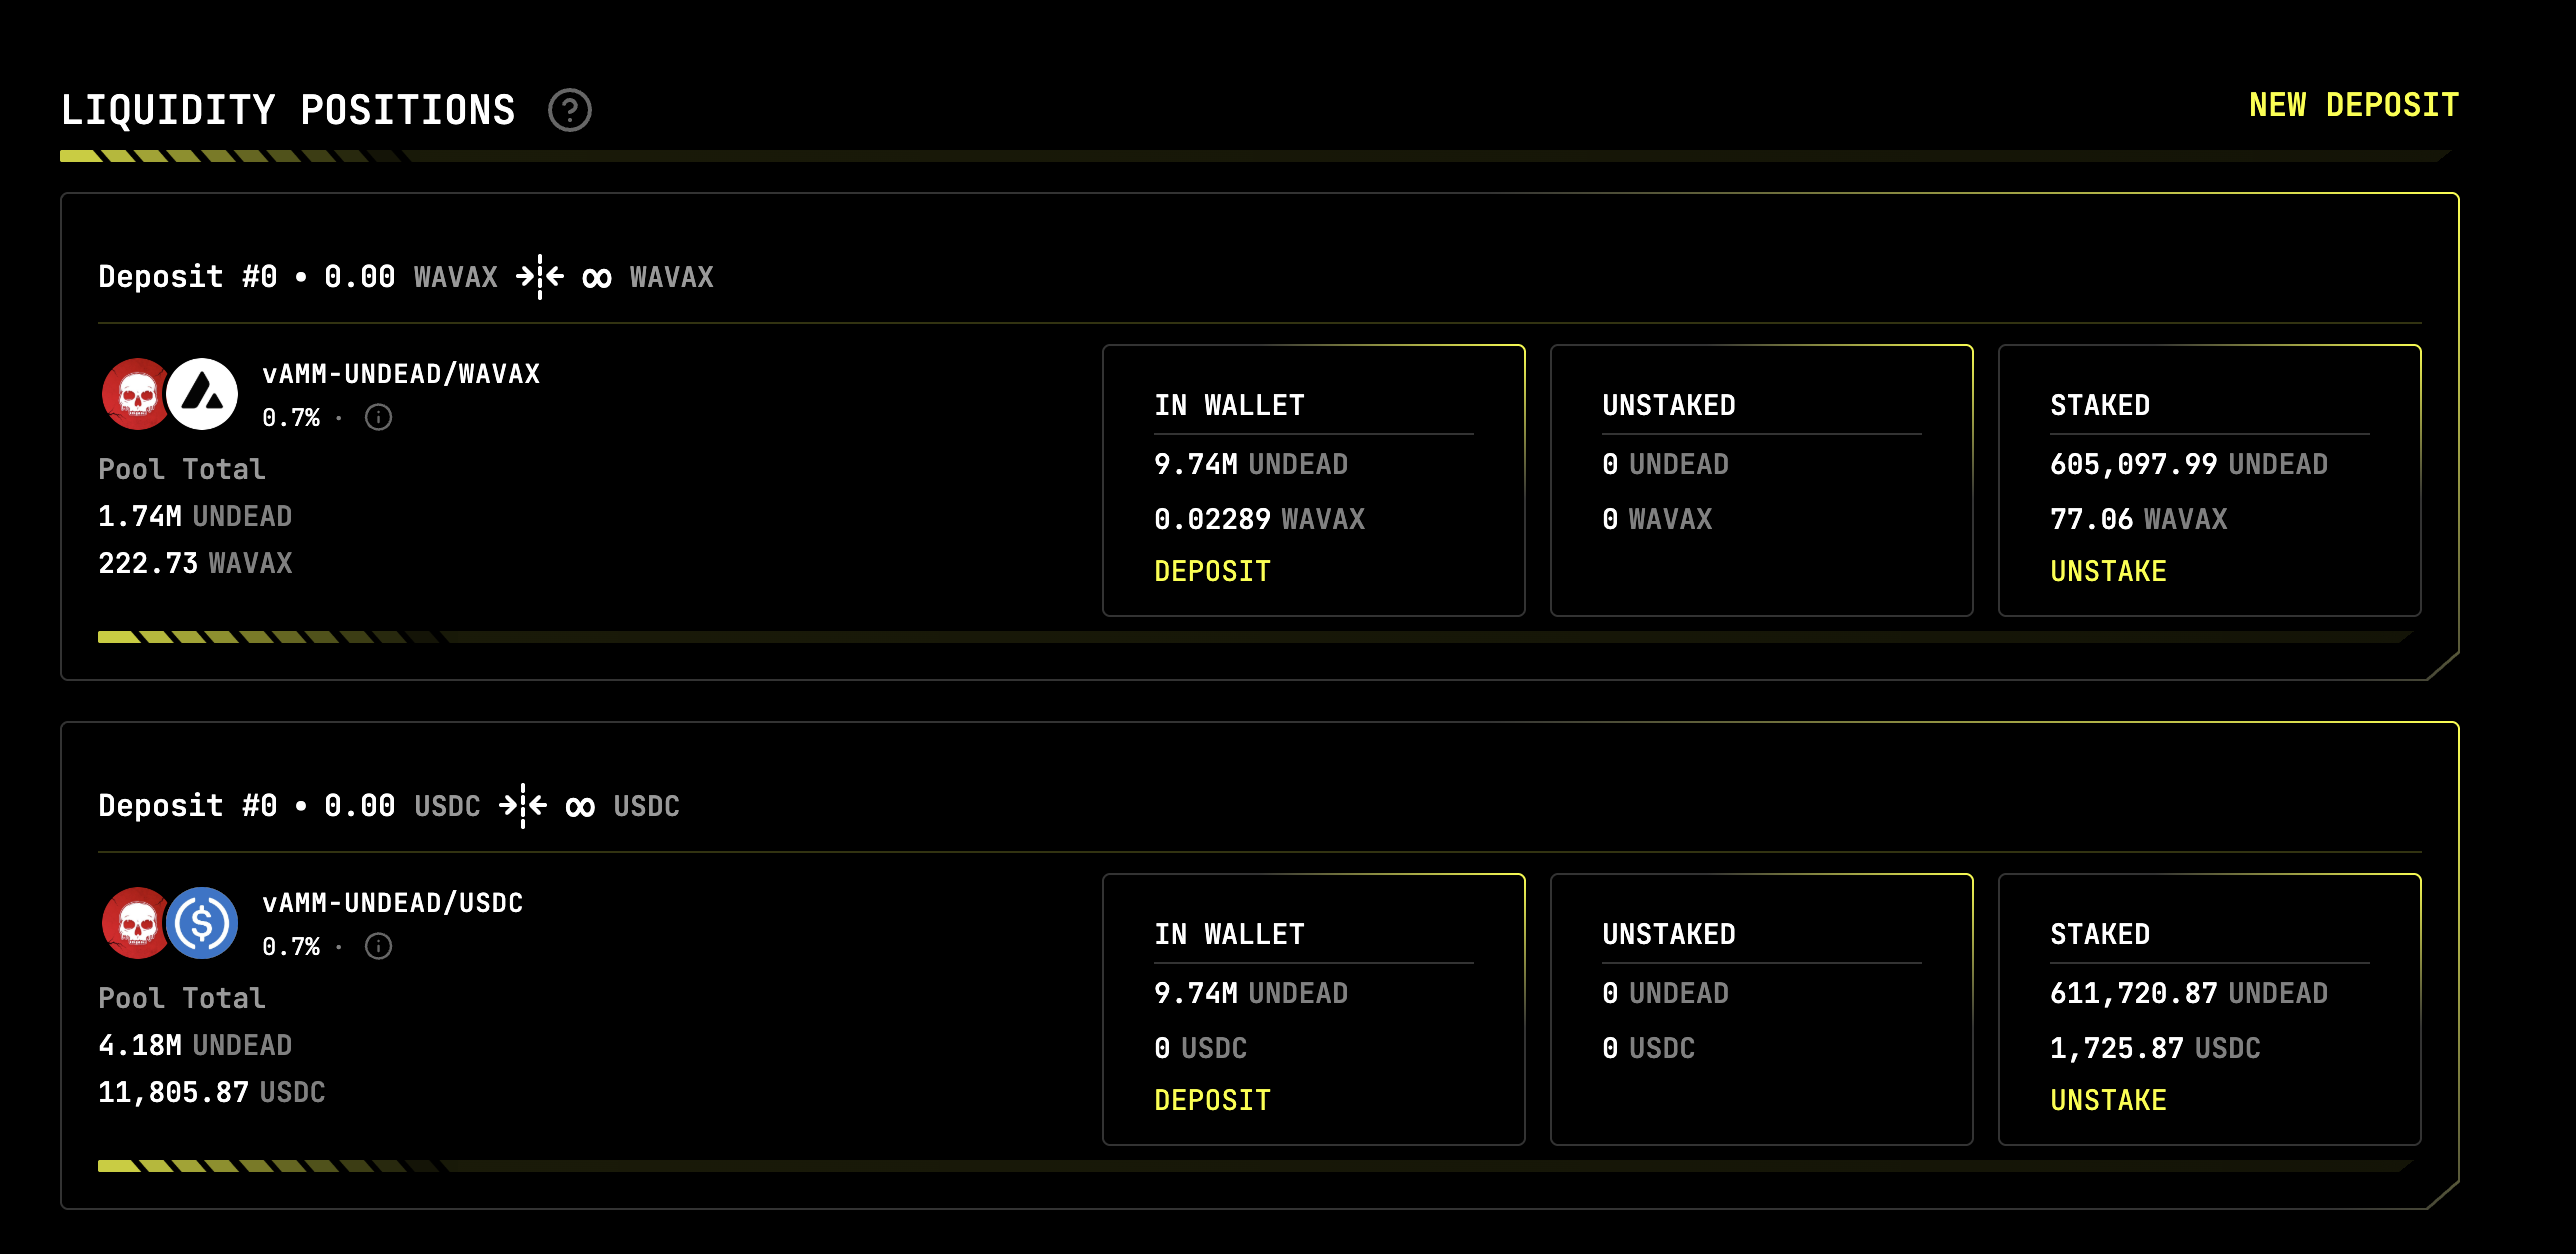 LIQUIDITY POSITIONS
NEW DEPOSIT
Deposit #0 • 0.00 WAVAX ∞ WAVAX
vAMM-UNDEAD/WAVAX
0.7% ·
Pool Total
1.74M UNDEAD
222.73 WAVAX
IN WALLET
9.74M UNDEAD
0.02289 WAVAX
DEPOSIT
UNSTAKED
0 UNDEAD
0 WAVAX
STAKED
605,097.99 UNDEAD
77.06 WAVAX
UNSTAKE
Deposit #0 • 0.00 USDC ∞ USDC
vAMM-UNDEAD/USDC
0.7% ·
Pool Total
4.18M UNDEAD
11,805.87 USDC
IN WALLET
9.74M UNDEAD
0 USDC
DEPOSIT
UNSTAKED
0 UNDEAD
0 USDC
STAKED
611,720.87 UNDEAD
1,725.87 USDC
UNSTAKE